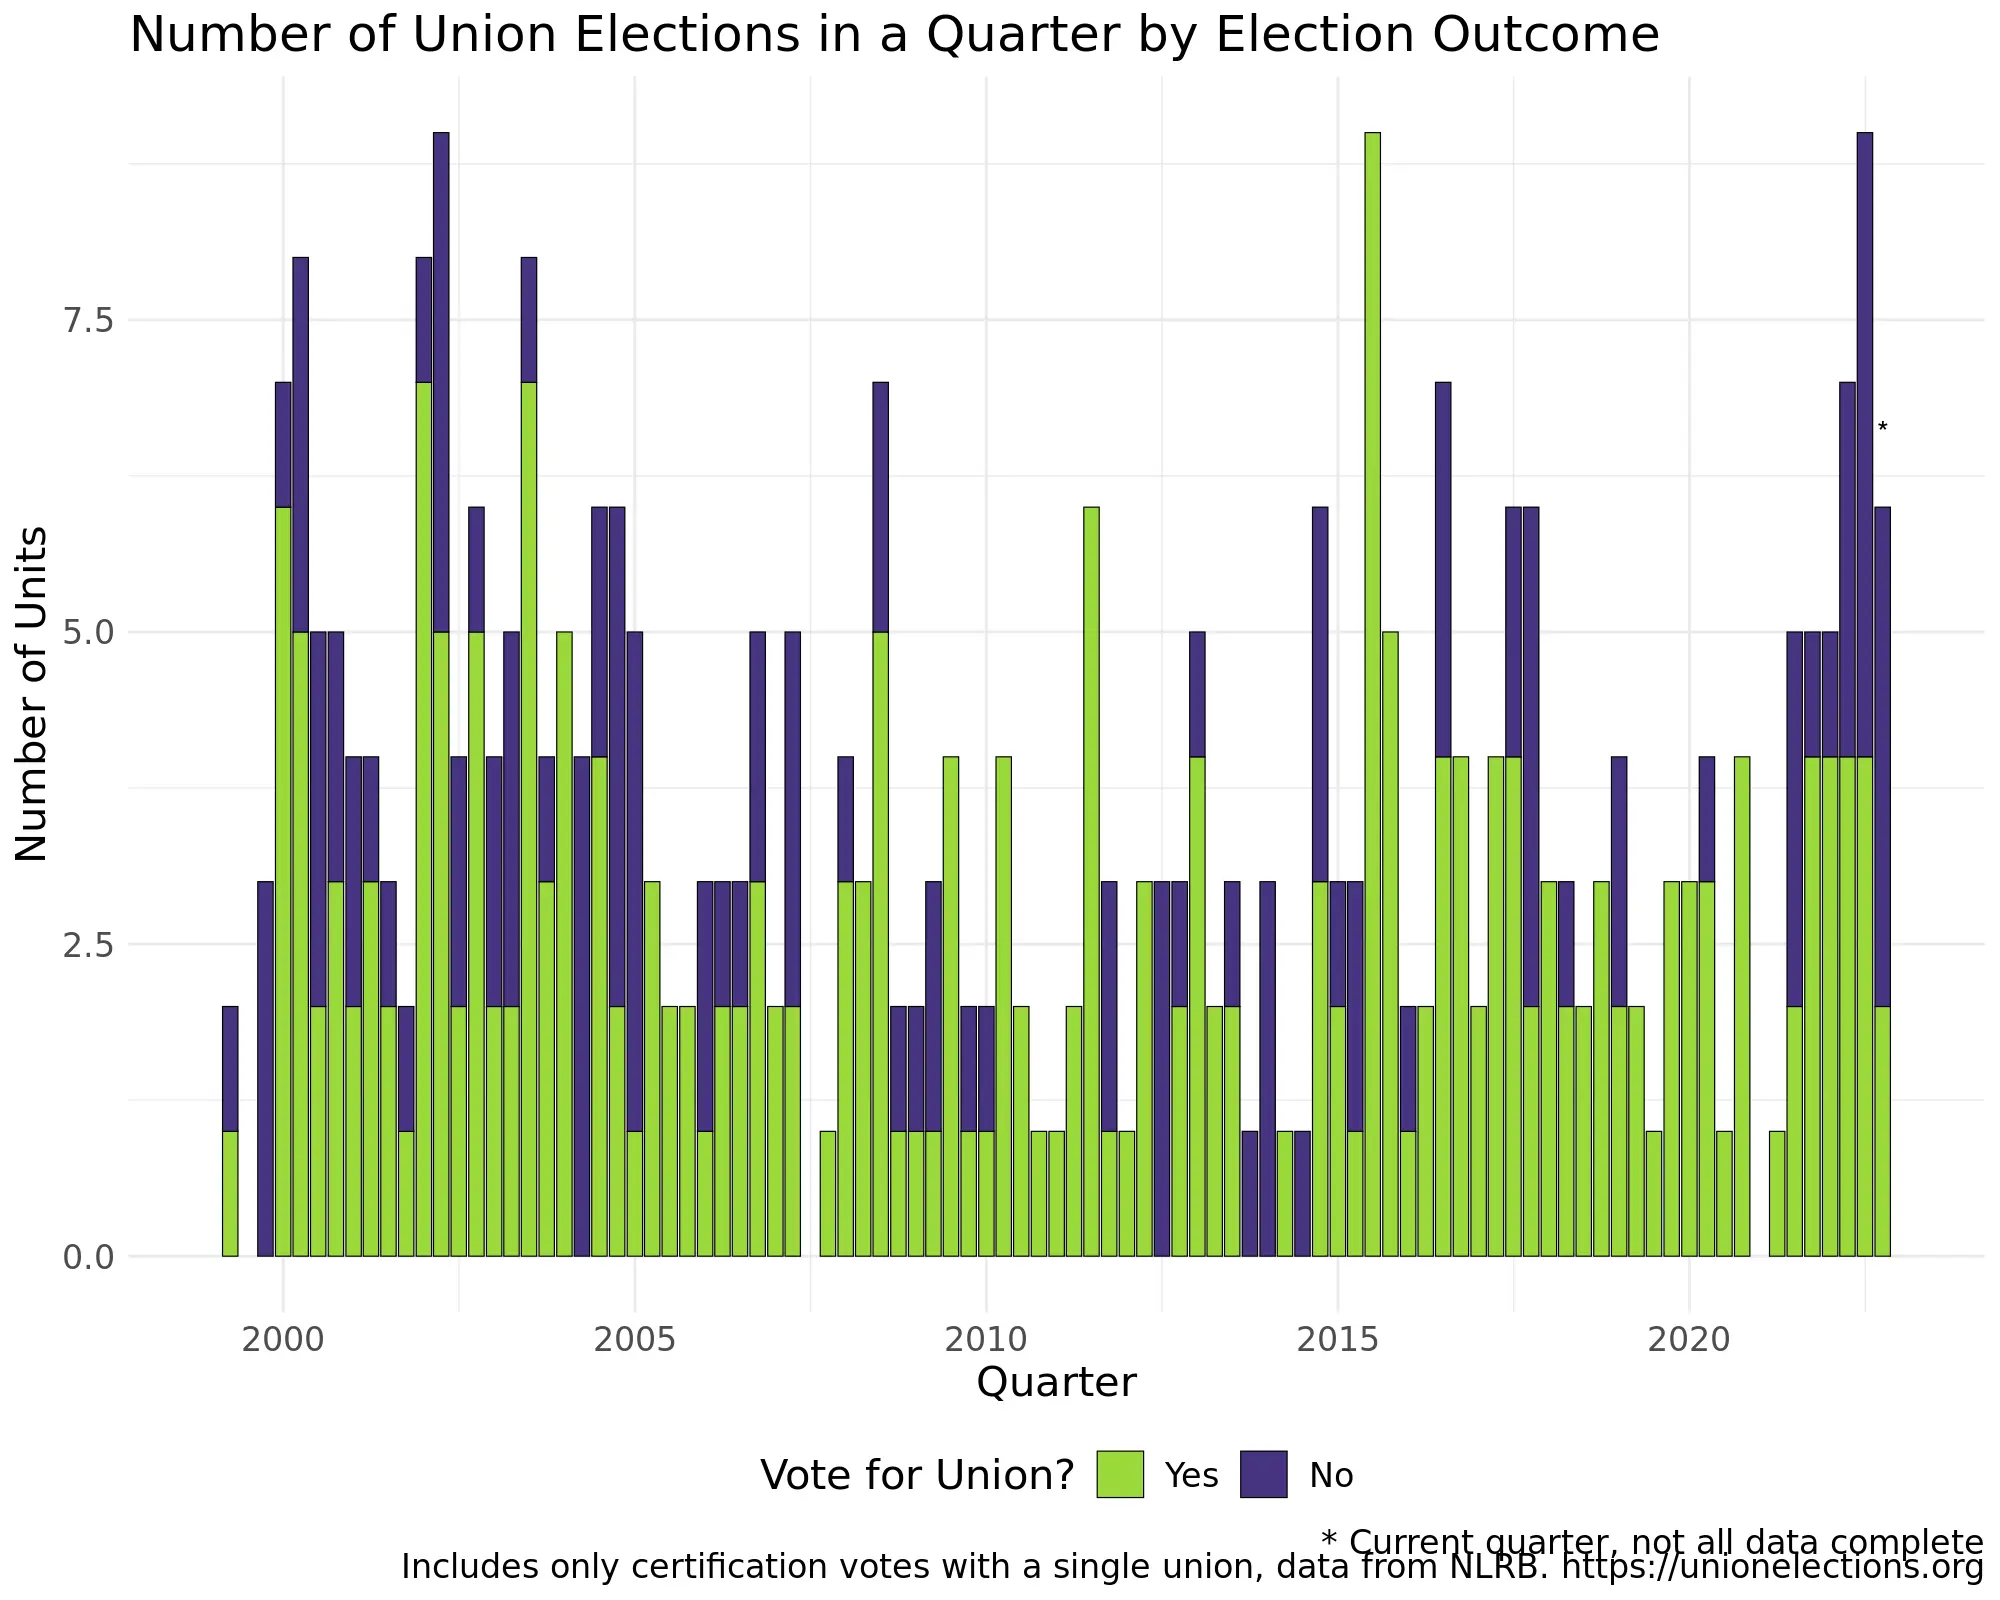 Number of Union Elections in a Quarter by Election Outcome
Number of Units
7.5
5.0
2.5
0.0
*
2000 2005 2010 2015 2020
Quarter
Vote for Union? Yes No
* Current quarter, not all data complete
Includes only certification votes with a single union, data from NLRB. https://unionelections.org